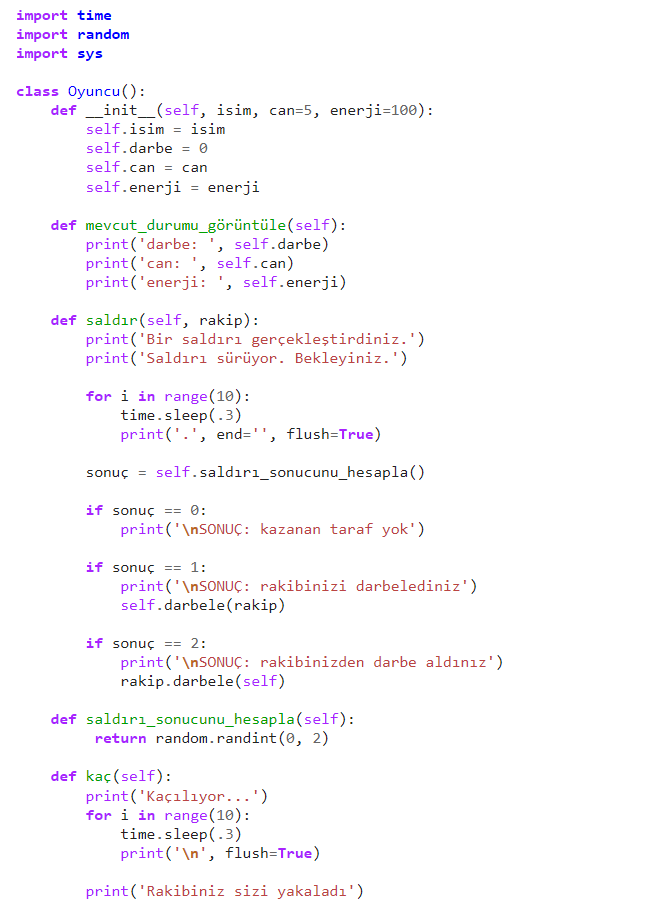 import time
import random
import sys
class Oyuncu():
    def __init__(self, isim, can=5, enerji=100):
        self.isim = isim
        self.darbe = 0
        self.can = can
        self.enerji = enerji
    def mevcut_durumu_görüntüle(self):
        print('darbe: ', self.darbe)
        print('can: ', self.can)
        print('enerji: ', self.enerji)
    def saldır(self, rakip):
        print('Bir saldırı gerçekleştirdiniz.')
        print('Saldırı sürüyor. Bekleyiniz.')
        for i in range(10):
            time.sleep(.3)
            print('.', end='', flush=True)
        sonuç = self.saldırı_sonucunu_hesapla()
        if sonuç == 0:
            print('\nSONUÇ: kazanan taraf yok')
        if sonuç == 1:
            print('\nSONUÇ: rakibinizi darbelediniz')
            self.darbele(rakip)
        if sonuç == 2:
            print('\nSONUÇ: rakibinizden darbe aldınız')
            rakip.darbele(self)
    def saldırı_sonucunu_hesapla(self):
         return random.randint(0, 2)
    def kaç(self):
        print('Kaçılıyor...')
        for i in range(10):
            time.sleep(.3)
            print('\n', flush=True)
        print('Rakibiniz sizi yakaladı')